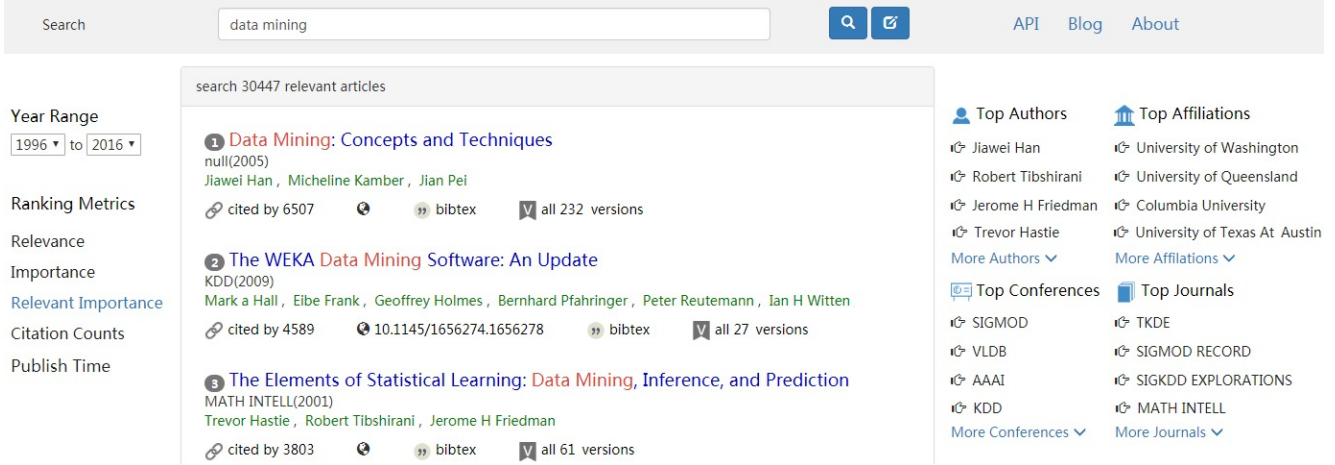 Search
data mining
API Blog About
Year Range
1996 to 2016
Ranking Metrics
Relevance
Importance
Relevant Importance
Citation Counts
Publish Time
search 30447 relevant articles
1 Data Mining: Concepts and Techniques
null(2005)
Jiawei Han , Micheline Kamber , Jian Pei
cited by 6507 bibtex V all 232 versions
2 The WEKA Data Mining Software: An Update
KDD(2009)
Mark a Hall , Eibe Frank , Geoffrey Holmes , Bernhard Pfahringer , Peter Reutemann , Ian H Witten
cited by 4589 10.1145/1656274.1656278 bibtex V all 27 versions
3 The Elements of Statistical Learning: Data Mining, Inference, and Prediction
MATH INTELL(2001)
Trevor Hastie , Robert Tibshirani , Jerome H Friedman
cited by 3803 bibtex V all 61 versions
Top Authors
Jiawei Han
Robert Tibshirani
Jerome H Friedman
Trevor Hastie
More Authors
Top Affiliations
University of Washington
University of Queensland
Columbia University
University of Texas At Austin
More Affilations
Top Conferences
SIGMOD
VLDB
AAAI
KDD
More Conferences
Top Journals
TKDE
SIGMOD RECORD
SIGKDD EXPLORATIONS
MATH INTELL
More Journals